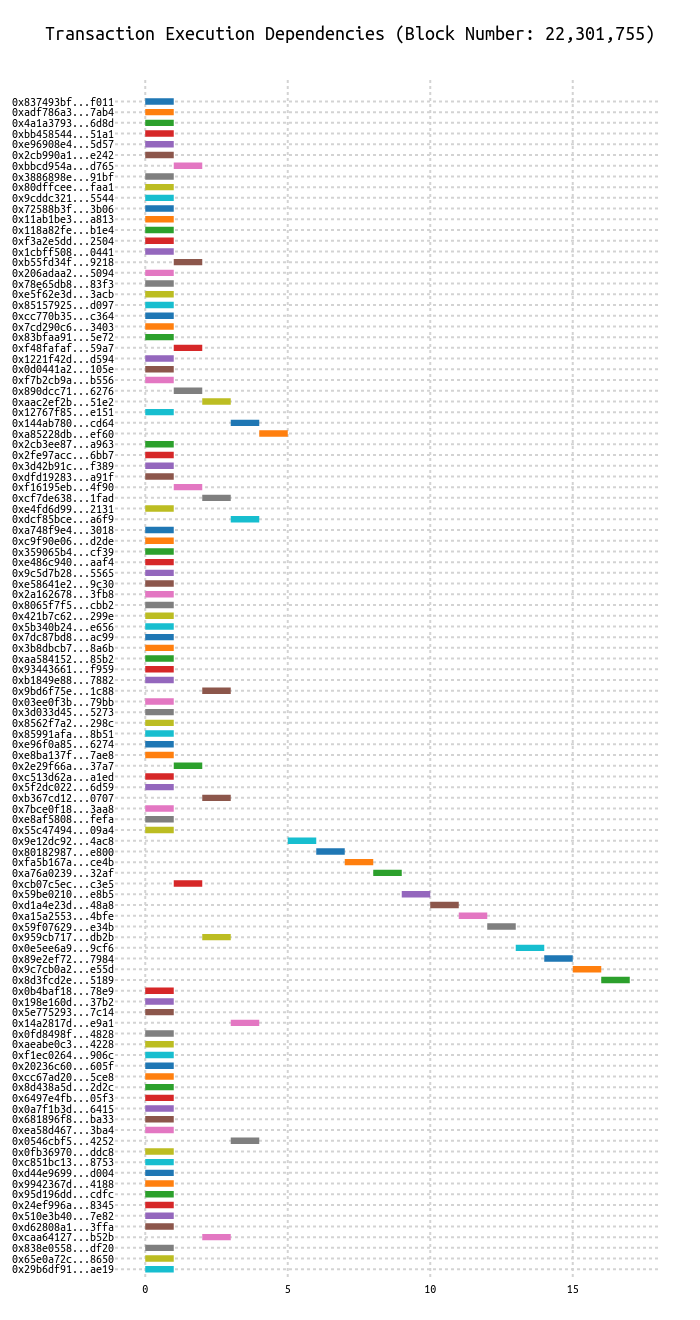 Transaction Execution Dependencies (Block Number: 22,301,755)
0x837493bf...f011
0xadf786a3...7ab4
0x4a1a3793...6d8d
0xbb458544...51a1
0xe96908e4...5d57
0x2cb990a1...e242
0xbbcd954a...d765
0x3886898e...91bf
0x80dffcee...faa1
0x9cddc321...5544
0x72588b3f...3b06
0x11ab1be3...a813
0x118a82fe...b1e4
0xf3a2e5dd...2504
0x1cbff508...0441
0xb55fd34f...9218
0x206adaa2...5094
0x78e65db8...83f3
0xe5f62e3d...3acb
0x85157925...d097
0xcc770b35...c364
0x7cd290c6...3403
0x83bfaa91...5e72
0xf48fafaf...59a7
0x1221f42d...d594
0x0d0441a2...105e
0xf7b2cb9a...b556
0x890dcc71...6276
0xaac2ef2b...51e2
0x12767f85...e151
0x144ab780...cd64
0xa85228db...ef60
0x2cb3ee87...a963
0x2fe97acc...6bb7
0x3d42b91c...f389
0xdfd19283...a91f
0xf16195eb...4f90
0xcf7de638...1fad
0xe4fd6d99...2131
0xdcf85bce...a6f9
0xa748f9e4...3018
0xc9f90e06...d2de
0x359065b4...cf39
0xe486c940...aaf4
0x9c5d7b28...5565
0xe58641e2...9c30
0x2a162678...3fb8
0x8065f7f5...cbb2
0x421b7c62...299e
0x5b340b24...e656
0x7dc87bd8...ac99
0x3b8dbcb7...8a6b
0xaa584152...85b2
0x93443661...f959
0xb1849e88...7882
0x9bd6f75e...1c88
0x03ee0f3b...79bb
0x3d033d45...5273
0x8562f7a2...298c
0x85991afa...8b51
0xe96f0a85...6274
0xe8ba137f...7ae8
0x2e29f66a...37a7
0xc513d62a...a1ed
0x5f2dc022...6d59
0xb367cd12...0707
0x7bce0f18...3aa8
0xe8af5808...fefa
0x55c47494...09a4
0x9e12dc92...4ac8
0x80182987...e800
0xfa5b167a...ce4b
0xa76a0239...32af
0xcb07c5ec...c3e5
0x59be0210...e8b5
0xd1a4e23d...48a8
0xa15a2553...4bfe
0x59f07629...e34b
0x959cb717...db2b
0x0e5ee6a9...9cf6
0x89e2ef72...7984
0x9c7cb0a2...e55d
0x8d3fcd2e...5189
0x0b4baf18...78e9
0x198e160d...37b2
0x5e775293...7c14
0x14a2817d...e9a1
0x0fd8498f...4828
0xaeabe0c3...4228
0xf1ec0264...906c
0x20236c60...605f
0xcc67ad20...5ce8
0x8d438a5d...2d2c
0x6497e4fb...05f3
0x0a7f1b3d...6415
0x681896f8...ba33
0xea58d467...3ba4
0x0546cbf5...4252
0x0fb36970...ddc8
0xc851bc13...8753
0xd44e9699...d004
0x9942367d...4188
0x95d196dd...cdfc
0x24ef996a...8345
0x510e3b40...7e82
0xd62808a1...3ffa
0xcaa64127...b52b
0x838e0558...df20
0x65e0a72c...8650
0x29b6df91...ae19
0 5 10 15